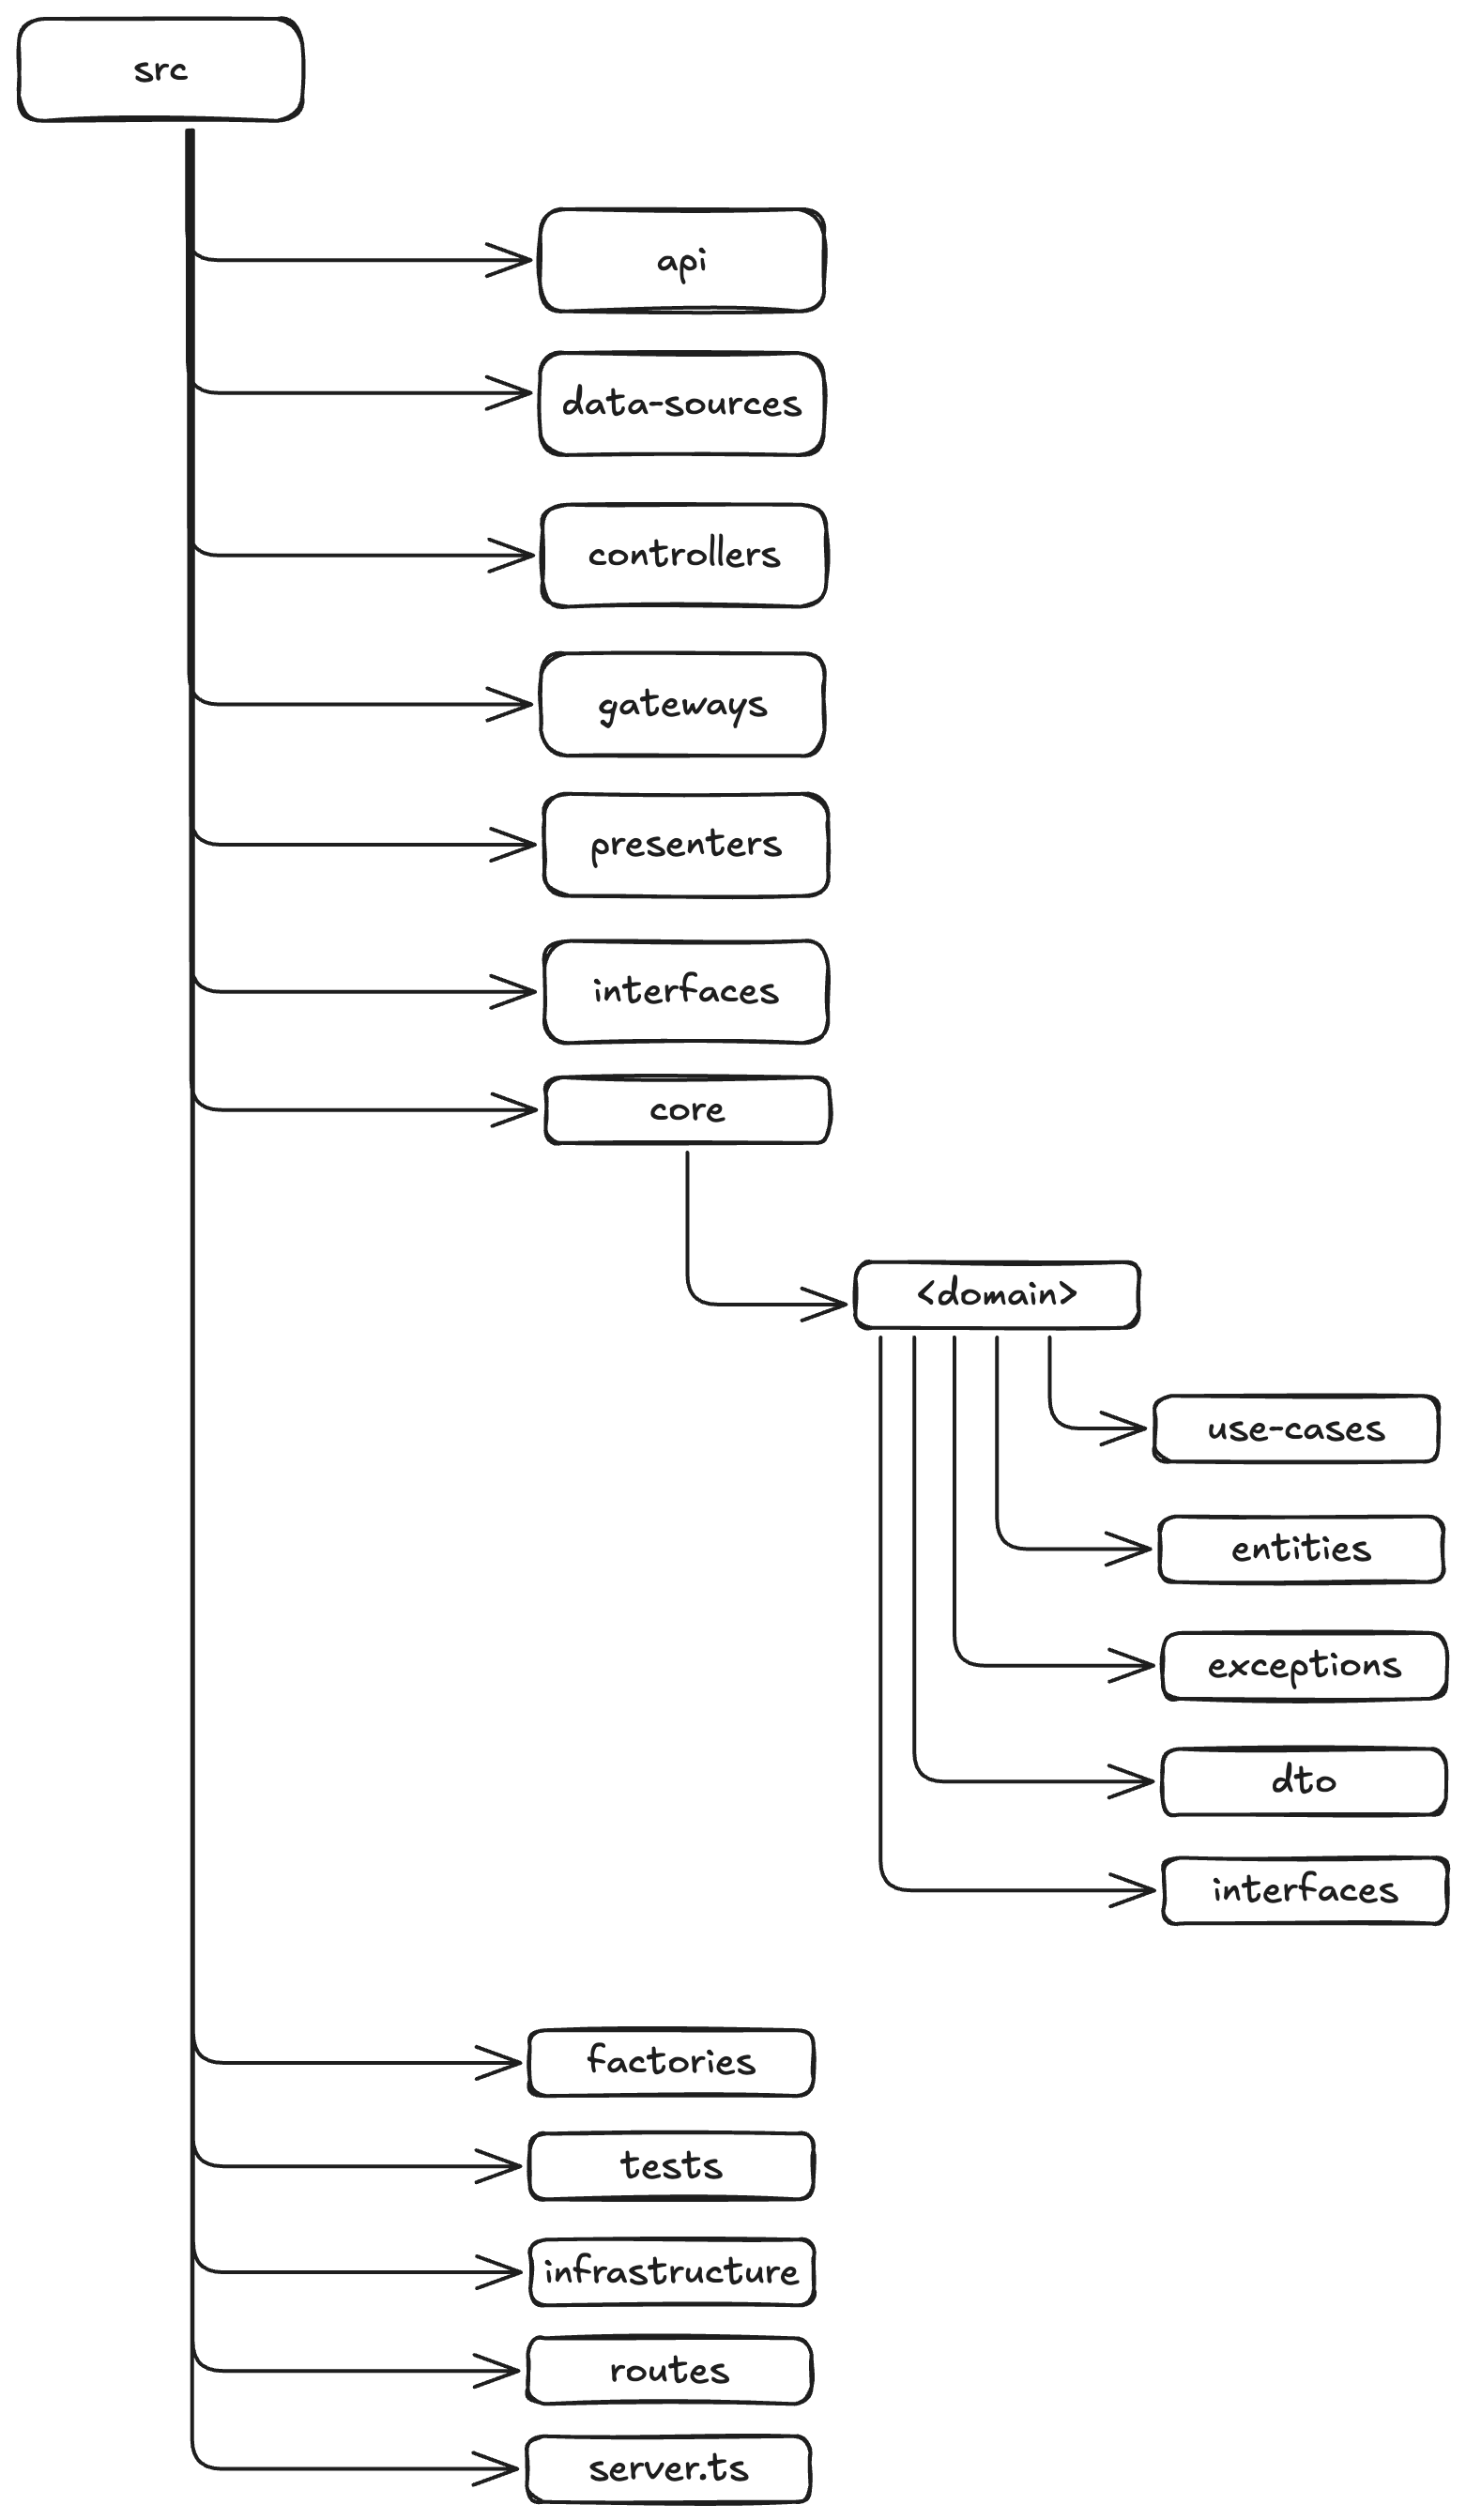 src
api
data-sources
controllers
gateways
presenters
interfaces
core
<domain>
use-cases
entities
exceptions
dto
interfaces
factories
tests
infrastructure
routes
server.ts